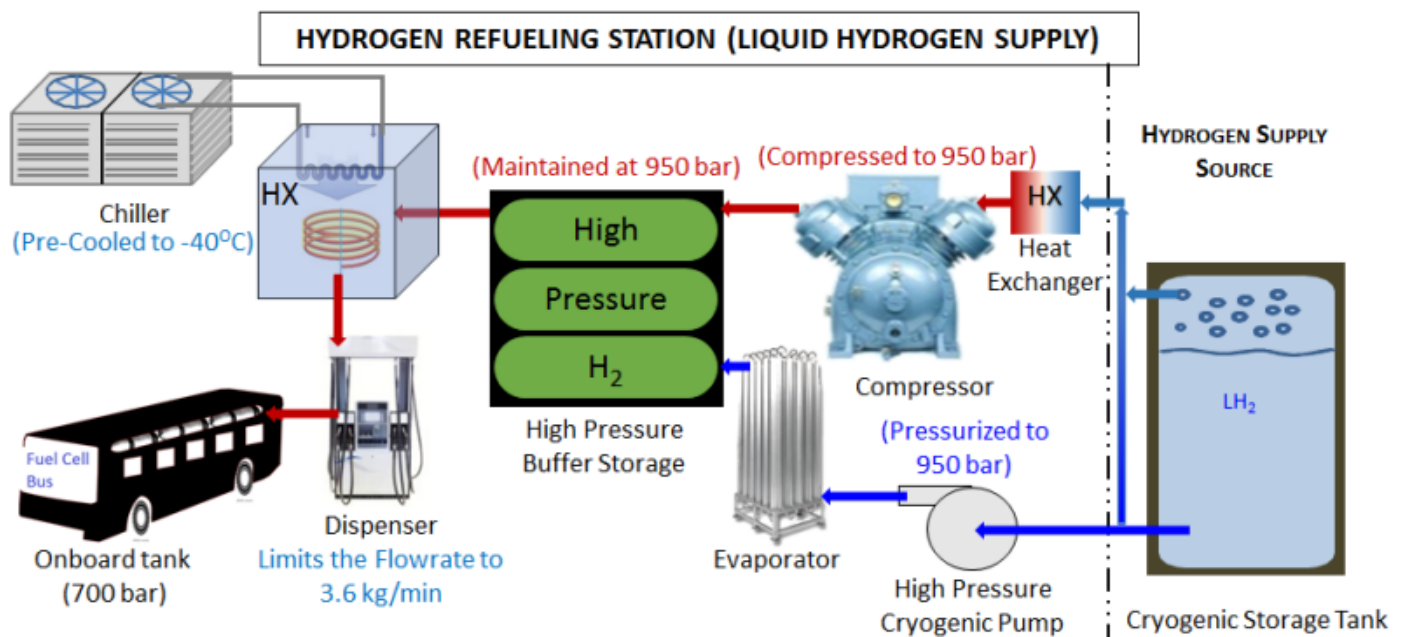 HYDROGEN REFUELING STATION (LIQUID HYDROGEN SUPPLY)
HYDROGEN SUPPLY
SOURCE
Chiller
(Pre-Cooled to -40⁰C)
HX
(Maintained at 950 bar)
(Compressed to 950 bar)
HX
Heat
Exchanger
High
Pressure
H₂
High Pressure
Buffer Storage
Compressor
(Pressurized to
950 bar)
LH₂
Fuel Cell
Bus
Onboard tank
(700 bar)
Dispenser
Limits the Flowrate to
3.6 kg/min
Evaporator
High Pressure
Cryogenic Pump
Cryogenic Storage Tank